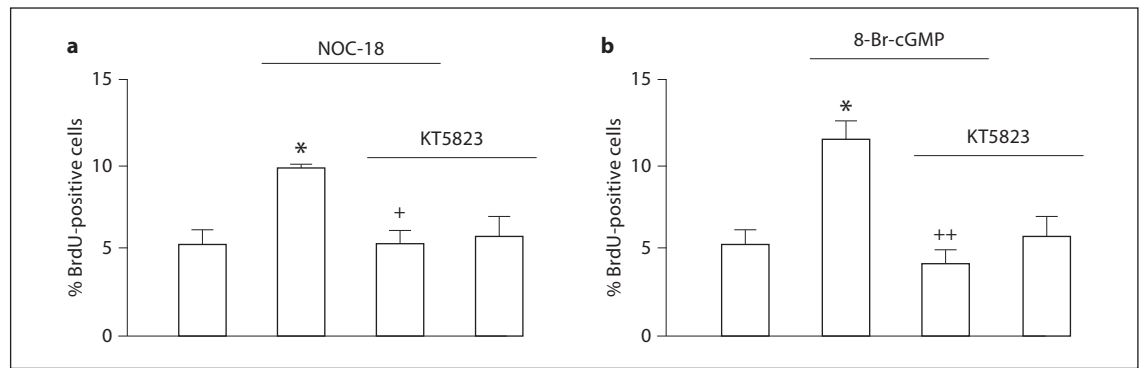 a
NOC-18
% BrdU-positive cells
15
10
5
0
*
+
KT5823
b
8-Br-cGMP
% BrdU-positive cells
15
10
5
0
*
++
KT5823